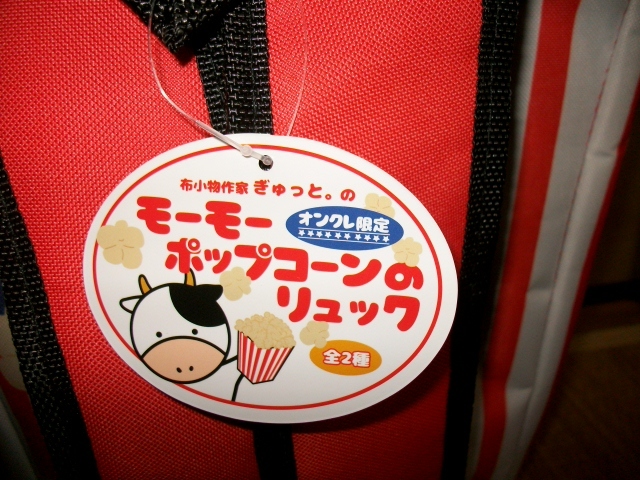 布小物作家 ぎゅっと。の
モーモー
オンクレ限定
ポップコーンの
リュック
全2種